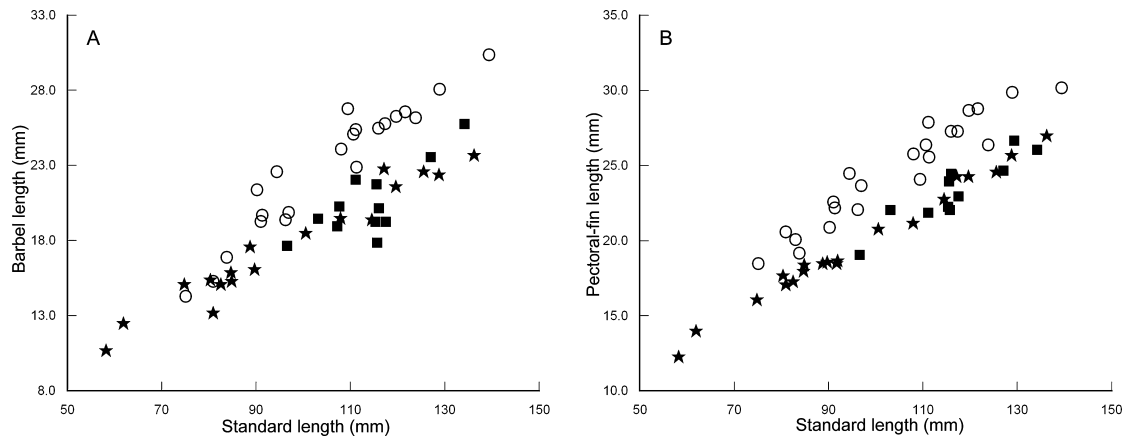 A
33.0
28.0
23.0
18.0
13.0
8.0
Barbel length (mm)
50 70 90 110 130 150
Standard length (mm)
B
35.0
30.0
25.0
20.0
15.0
10.0
Pectoral-fin length (mm)
50 70 90 110 130 150
Standard length (mm)